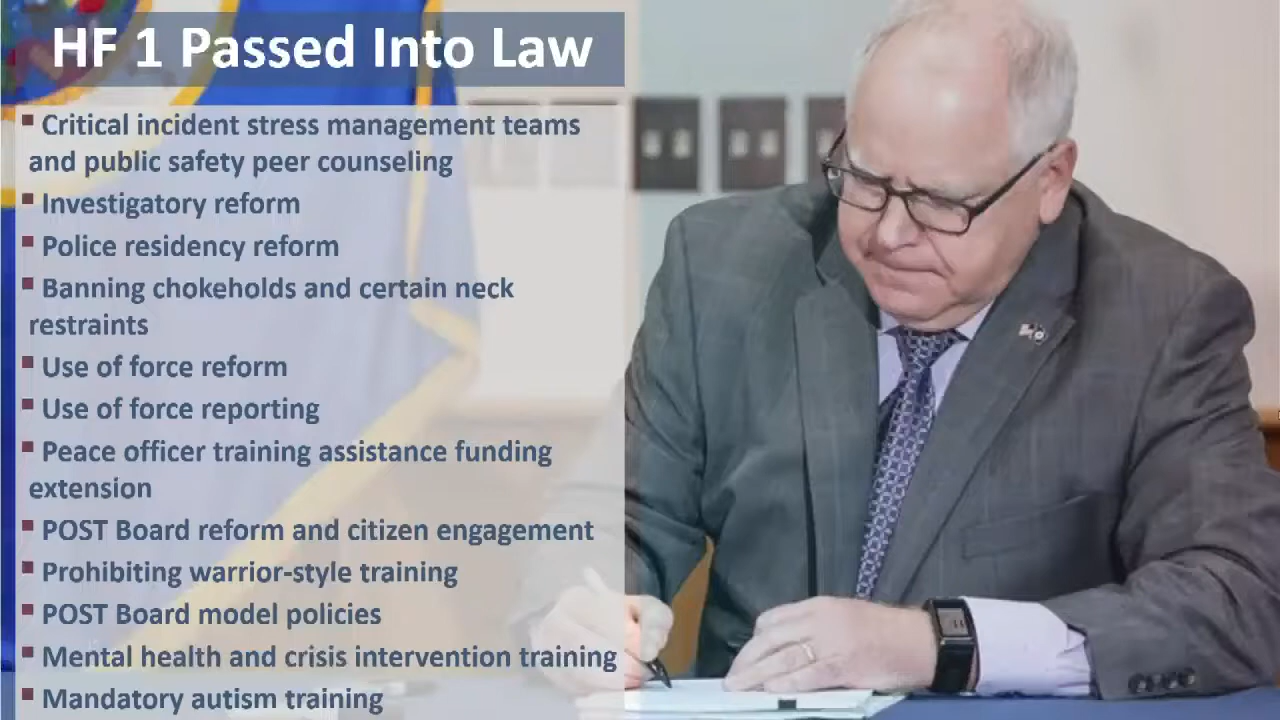 HF 1 Passed Into Law
▪ Critical incident stress management teams
and public safety peer counseling
▪ Investigatory reform
▪ Police residency reform
▪ Banning chokeholds and certain neck
restraints
▪ Use of force reform
▪ Use of force reporting
▪ Peace officer training assistance funding
extension
▪ POST Board reform and citizen engagement
▪ Prohibiting warrior-style training
▪ POST Board model policies
▪ Mental health and crisis intervention training
▪ Mandatory autism training